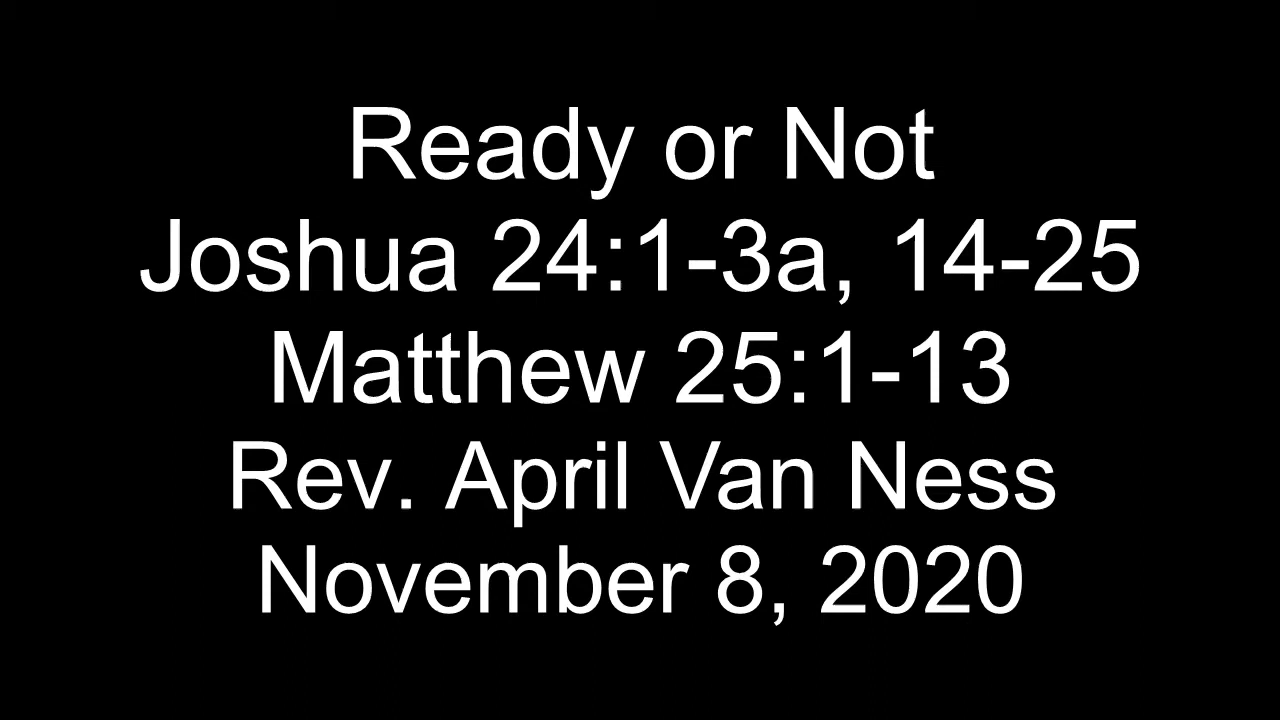 Ready or Not
Joshua 24:1-3a, 14-25
Matthew 25:1-13
Rev. April Van Ness
November 8, 2020